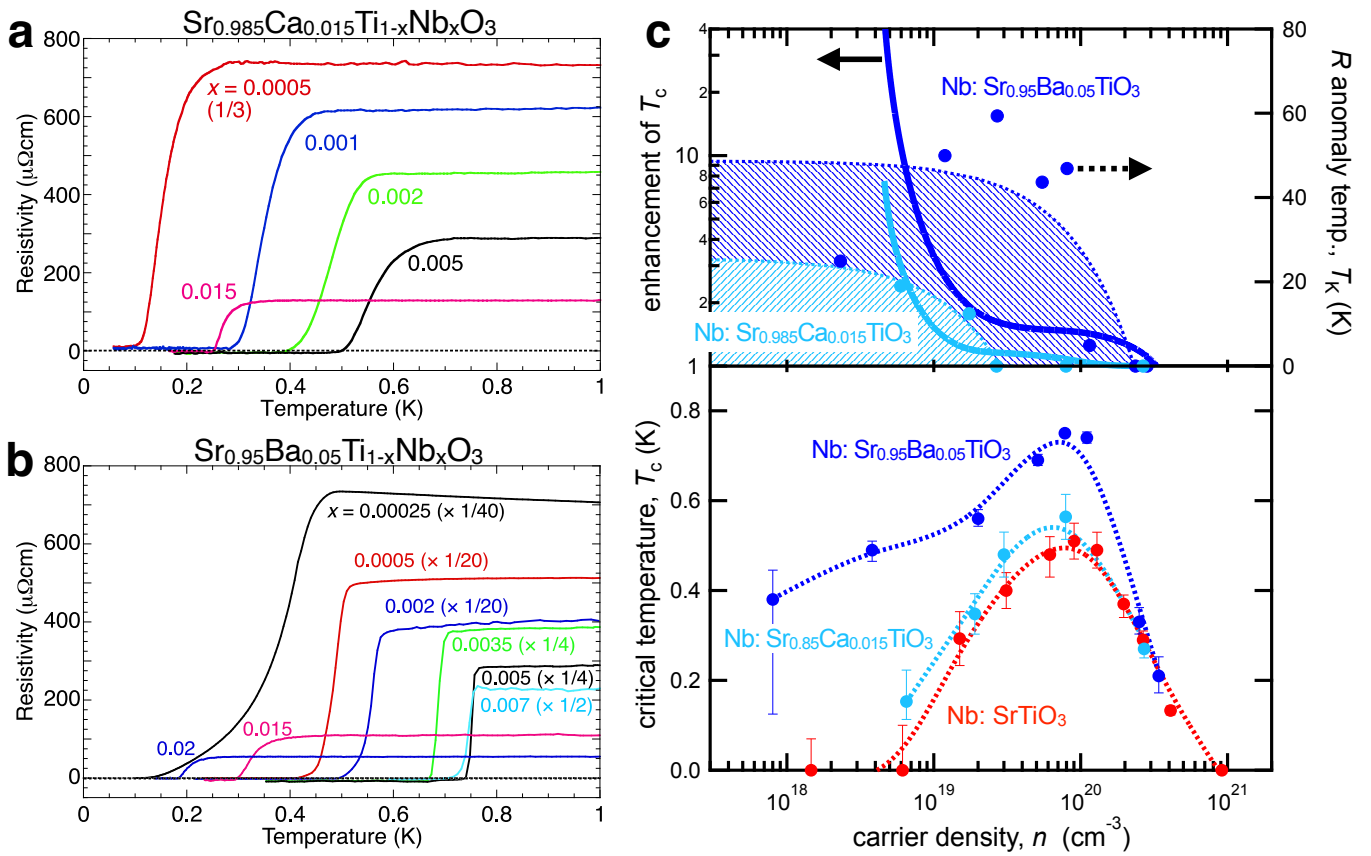 a
Sr0.985Ca0.015Ti1-xNbxO3
800
600
400
200
0
Resistivity (μΩcm)
x = 0.0005
(1/3)
0.001
0.002
0.005
0.015
0
0.2
0.4
0.6
0.8
1
Temperature (K)
b
Sr0.95Ba0.05Ti1-xNbxO3
800
600
400
200
0
Resistivity (μΩcm)
x = 0.00025 (× 1/40)
0.0005 (× 1/20)
0.002 (× 1/20)
0.0035 (× 1/4)
0.005 (× 1/4)
0.007 (× 1/2)
0.015
0.02
0
0.2
0.4
0.6
0.8
1
Temperature (K)
c
4
2
10
8
6
4
2
1
enhancement of Tc
Nb: Sr0.95Ba0.05TiO3
Nb: Sr0.985Ca0.015TiO3
80
60
40
20
0
R anomaly temp., TK (K)
0.8
0.6
0.4
0.2
0.0
critical temperature, Tc (K)
Nb: Sr0.95Ba0.05TiO3
Nb: Sr0.85Ca0.015TiO3
Nb: SrTiO3
10^18
10^19
10^20
10^21
carrier density, n (cm-3)